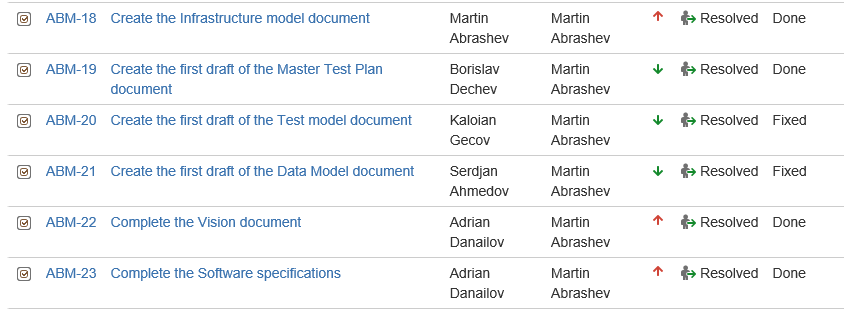 ABM-18 Create the Infrastructure model document Martin Abrashev Martin Abrashev Resolved Done
ABM-19 Create the first draft of the Master Test Plan document Borislav Dechev Martin Abrashev Resolved Done
ABM-20 Create the first draft of the Test model document Kaloian Gecov Martin Abrashev Resolved Fixed
ABM-21 Create the first draft of the Data Model document Serdjan Ahmedov Martin Abrashev Resolved Fixed
ABM-22 Complete the Vision document Adrian Danailov Martin Abrashev Resolved Done
ABM-23 Complete the Software specifications Adrian Danailov Martin Abrashev Resolved Done